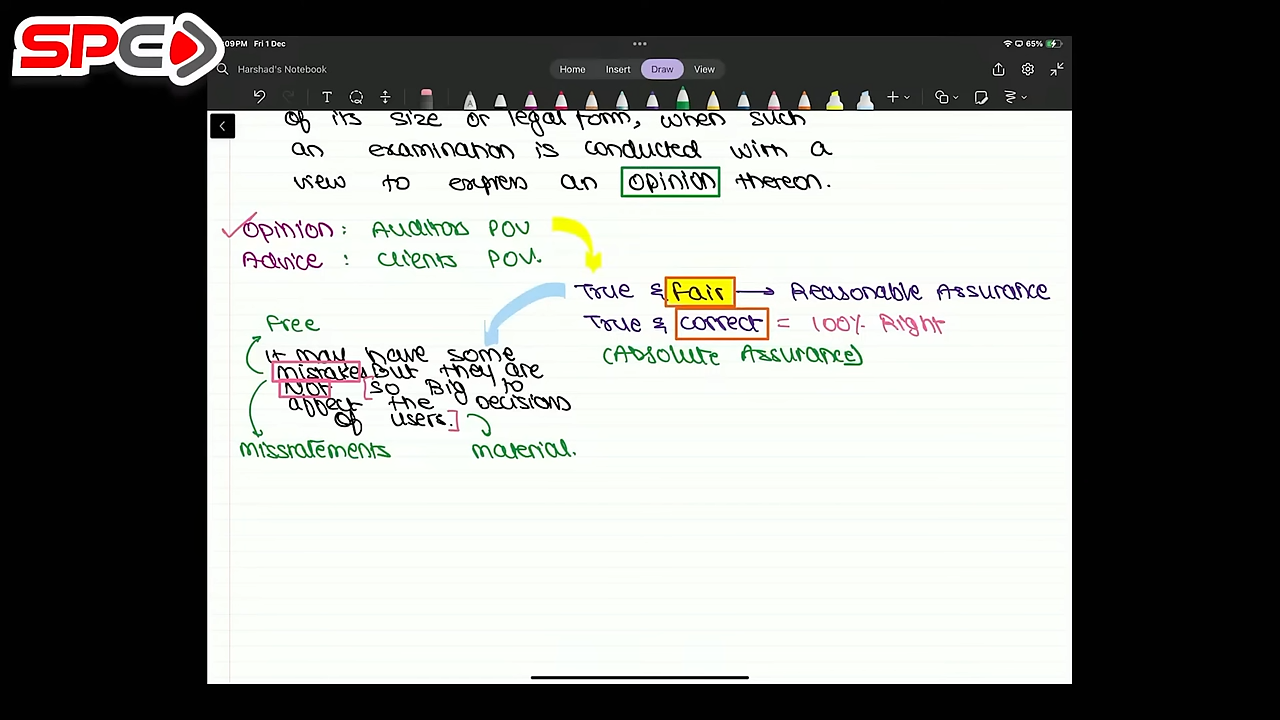 SPC
:09PM Fri 1 Dec
65%
Harshad's Notebook
Home Insert Draw View
of its size or legal form, when such
an examination is conducted with a
view to express an opinion thereon.
Opinion : Auditors POV
Advice : Clients POV.
True & fair → Reasonable Assurance
True & correct = 100% Right
(Absolute Assurance)
Free
it may have some
mistakes but they are
NOT [so Big to
affect the Decisions
of users.]
misstatements
material.